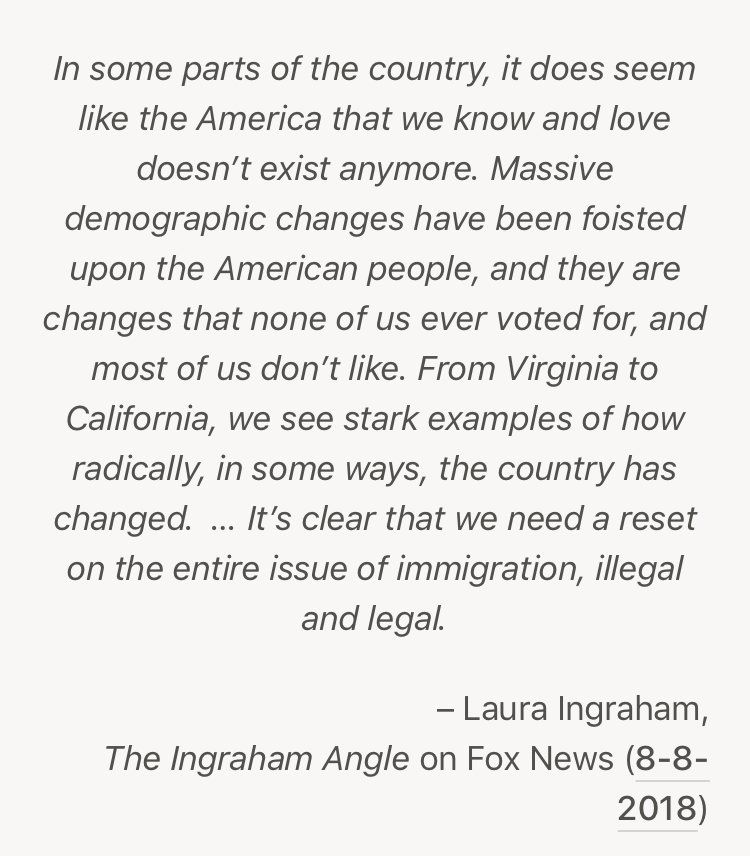 In some parts of the country, it does seem
like the America that we know and love
doesn’t exist anymore. Massive
demographic changes have been foisted
upon the American people, and they are
changes that none of us ever voted for, and
most of us don’t like. From Virginia to
California, we see stark examples of how
radically, in some ways, the country has
changed.  … It’s clear that we need a reset
on the entire issue of immigration, illegal
and legal.
– Laura Ingraham,
The Ingraham Angle on Fox News (8-8-
2018)